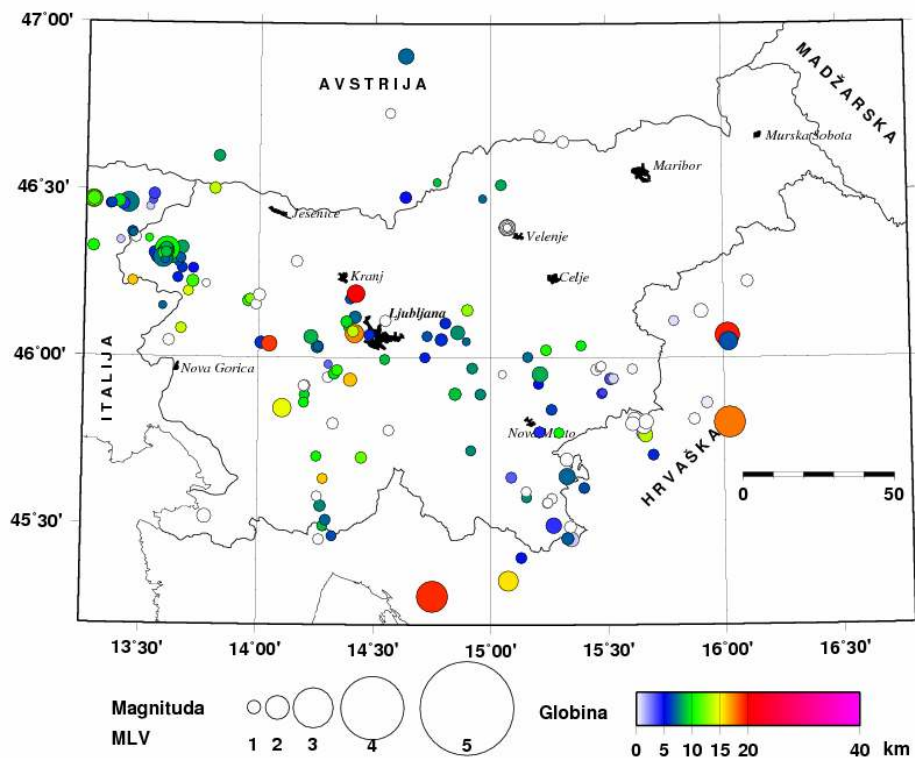 47°00'
AVSTRIJA
MADŽARSKA
Murska Sobota
Maribor
46°30'
Jesenice
Velenje
Kranj
Celje
Ljubljana
46°00'
ITALIJA
Nova Gorica
Novo Mesto
HRVAŠKA
0 50
45°30'
13°30' 14°00' 14°30' 15°00' 15°30' 16°00' 16°30'
Magnituda
MLV
1 2 3 4 5
Globina
0 5 10 15 20 40 km